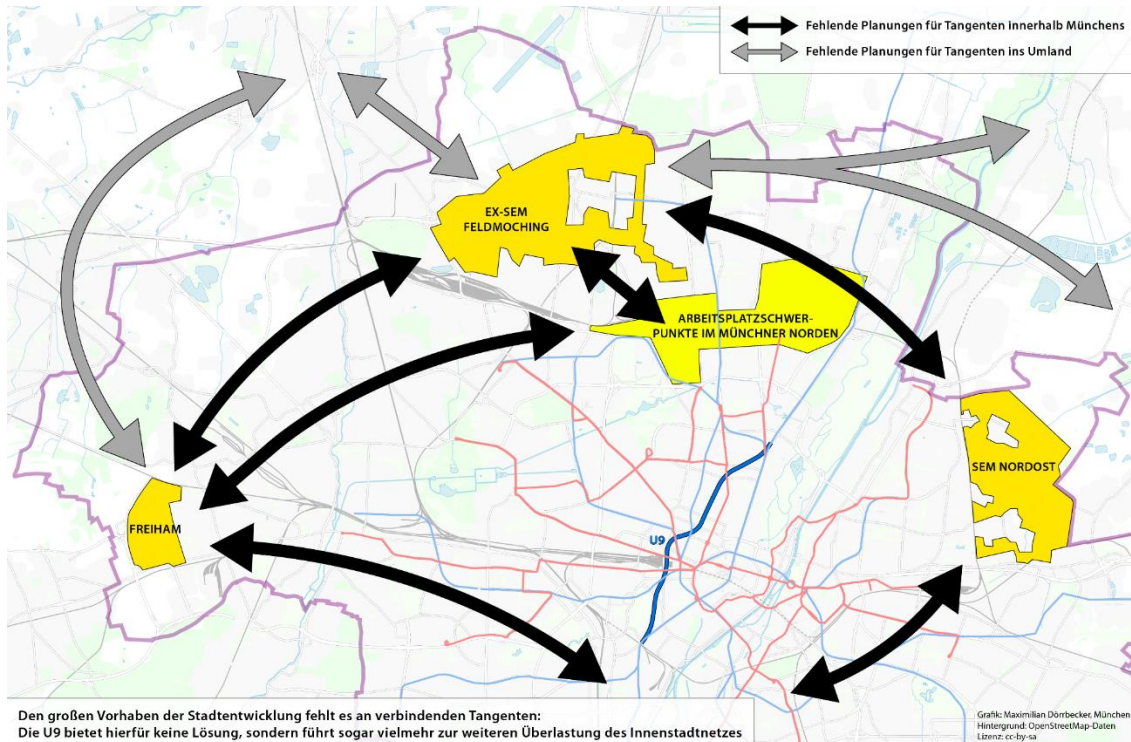 Fehlende Planungen für Tangenten innerhalb Münchens
Fehlende Planungen für Tangenten ins Umland
EX-SEM
FELDMOCHING
ARBEITSPLATZSCHWER-
PUNKTE IM MÜNCHNER NORDEN
SEM NORDOST
FREIHAM
U9
Den großen Vorhaben der Stadtentwicklung fehlt es an verbindenden Tangenten:
Die U9 bietet hierfür keine Lösung, sondern führt sogar vielmehr zur weiteren Überlastung des Innenstadtnetzes
Grafik: Maximilian Dörrbecker, München
Hintergrund: OpenStreetMap-Daten
Lizenz: cc-by-sa